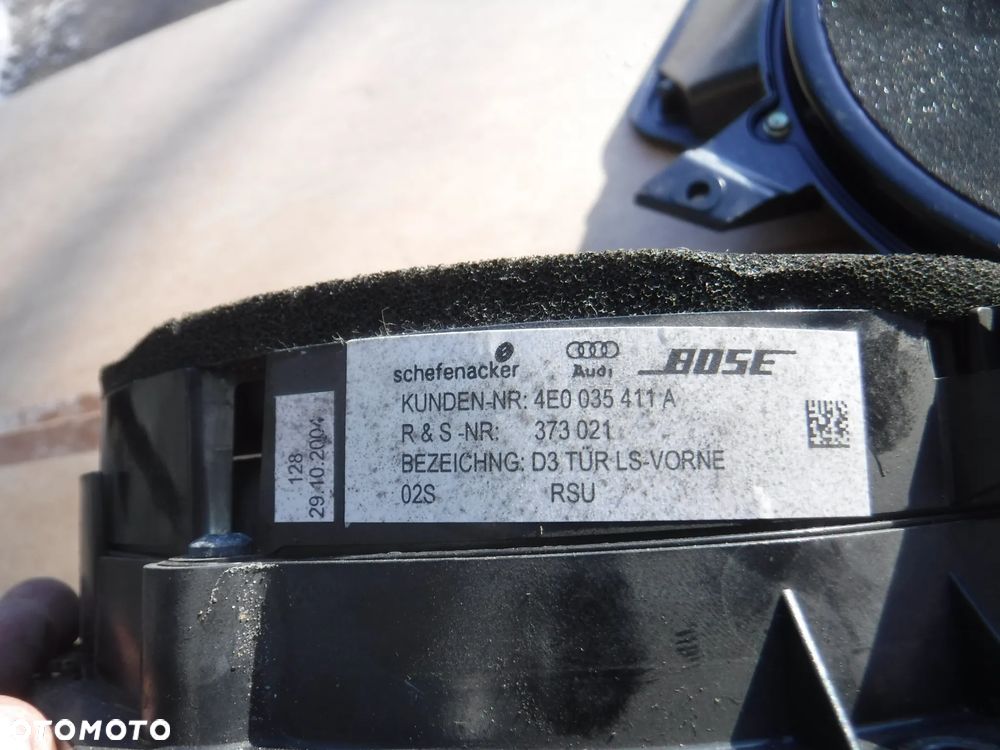 schefenacker Audi BOSE
KUNDEN-NR: 4E0 035 411 A
R & S -NR: 373 021
BEZEICHNG: D3 TÜR LS-VORNE
02S RSU
128
29.10.2004
OTOMOTO